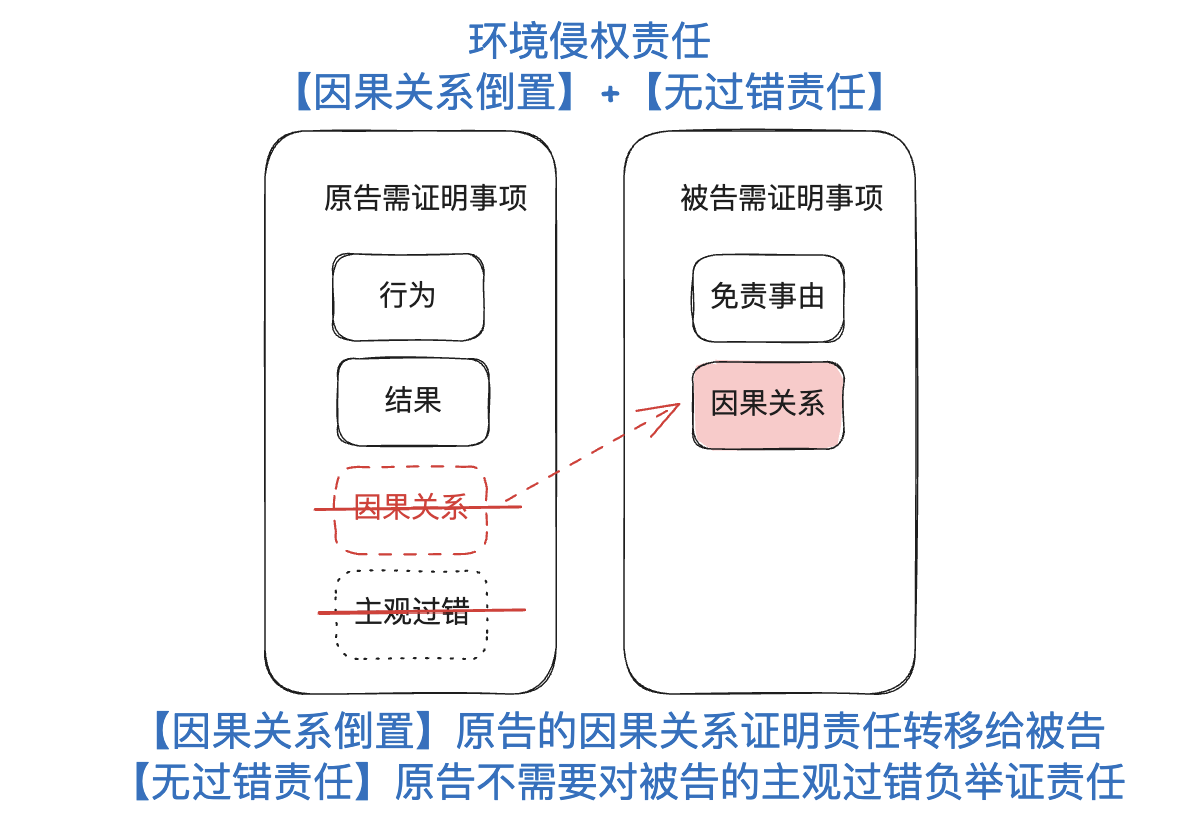 环境侵权责任
【因果关系倒置】+【无过错责任】
原告需证明事项
行为
结果
因果关系
主观过错
被告需证明事项
免责事由
因果关系
【因果关系倒置】原告的因果关系证明责任转移给被告
【无过错责任】原告不需要对被告的主观过错负举证责任